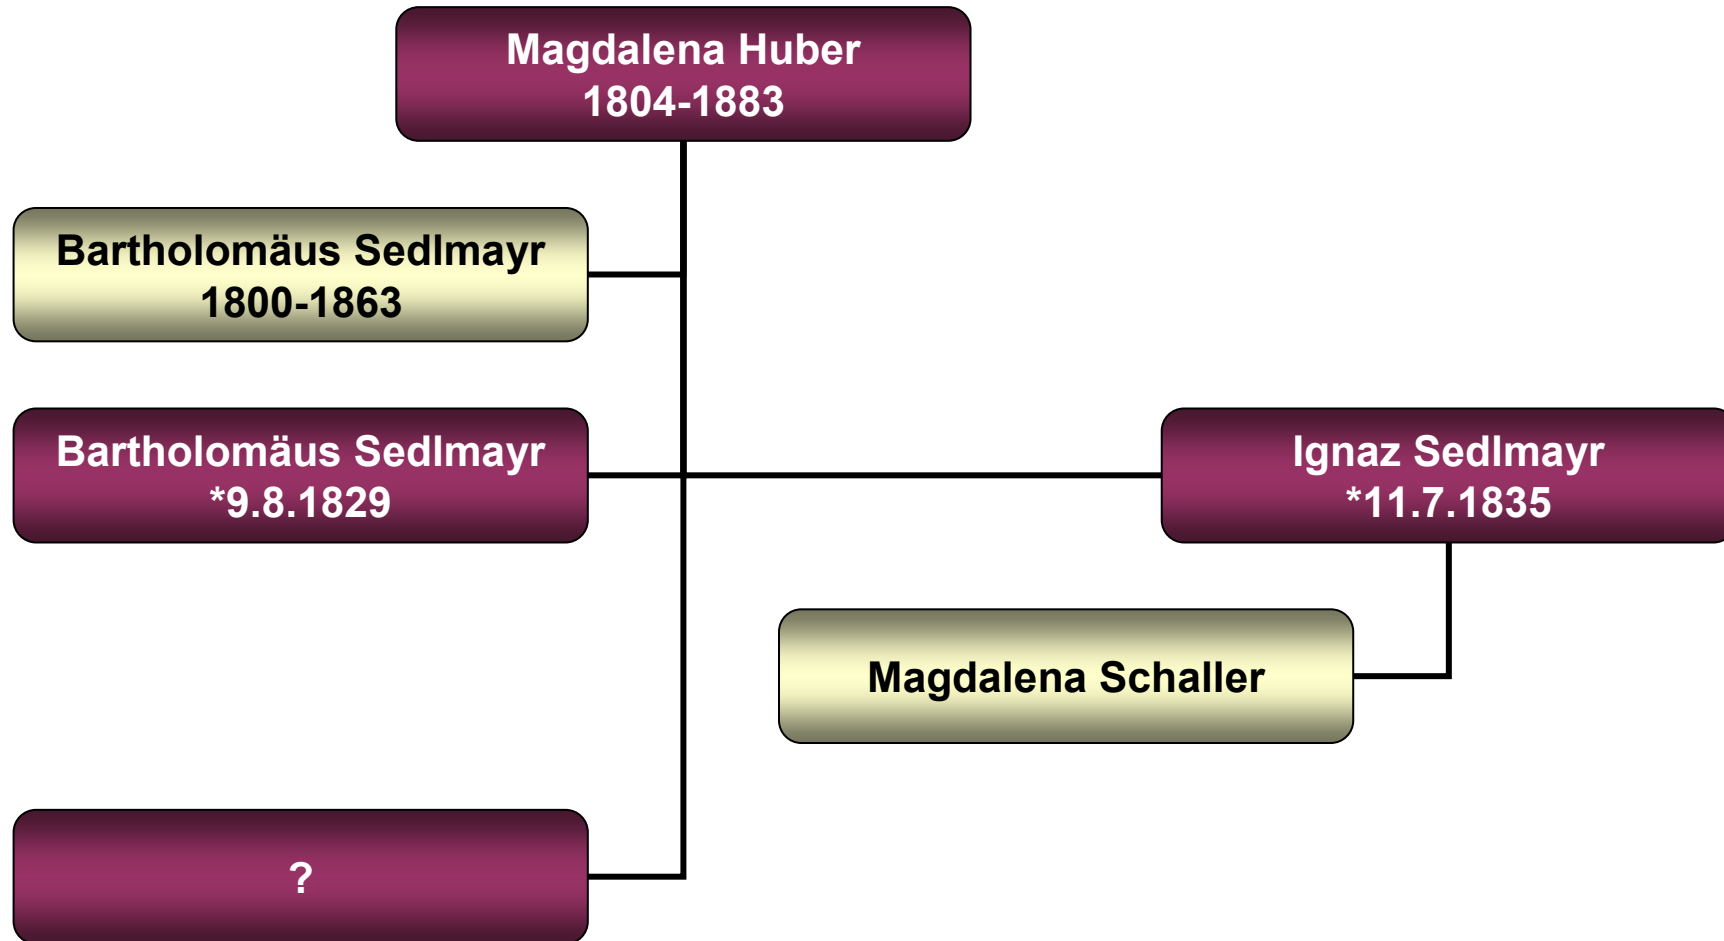 Magdalena Huber
1804-1883
Bartholomäus Sedlmayr
1800-1863
Bartholomäus Sedlmayr
*9.8.1829
Ignaz Sedlmayr
*11.7.1835
Magdalena Schaller
?